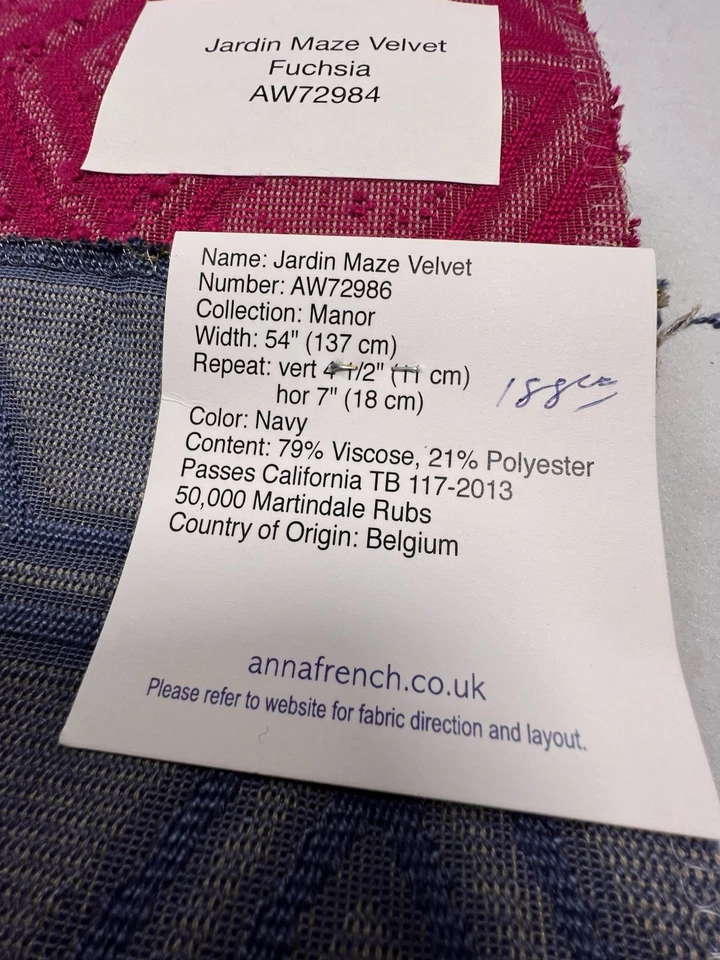 Jardin Maze Velvet
Fuchsia
AW72984
Name: Jardin Maze Velvet
Number: AW72986
Collection: Manor
Width: 54" (137 cm)
Repeat: vert 4 1/2" (11 cm)
hor 7" (18 cm)
Color: Navy
Content: 79% Viscose, 21% Polyester
Passes California TB 117-2013
50,000 Martindale Rubs
Country of Origin: Belgium
annafrench.co.uk
Please refer to website for fabric direction and layout.